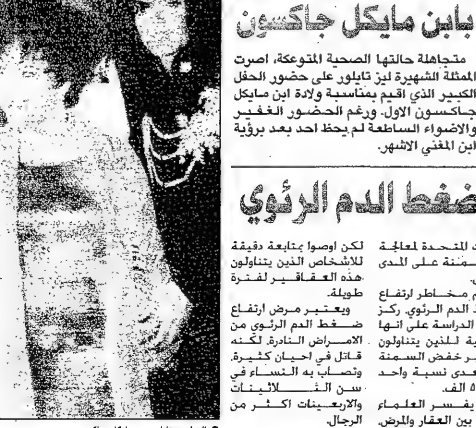 بابن مايكل جاكسون
متجاهلة حالتها الصحية المتوعكة، اصرت
الممثلة الشهيرة ليز تايلور على حضور الحفل
الكبير الذي اقيم بمناسبة ولادة ابن مايكل
جاكسون الاول. ورغم الحضور الغفير
والاضواء الساطعة لم يحظ احد بعد برؤية
ابن المغني الاشهر.
ضغط الدم الرئوي
المتحدة لمعالجة
سمنة على المدى
مخاطر ارتفاع
الدم الرئوي. ركز
الدراسة على انها
للذين يتناولون
خفض السمنة
نسبة واحد
الف.
يفسر العلماء
بين العقار والمرض.
لكن اوصوا بمتابعة دقيقة
للاشخاص الذين يتناولون
هذه العقاقير لفترة
طويلة.
ويعتبر مرض ارتفاع
ضغط الدم الرئوي من
الامراض النادرة. لكنه
قاتل في احيان كثيرة.
وتصاب به النساء في
سن الثلاثينات
والاربعينات اكثر من
الرجال.